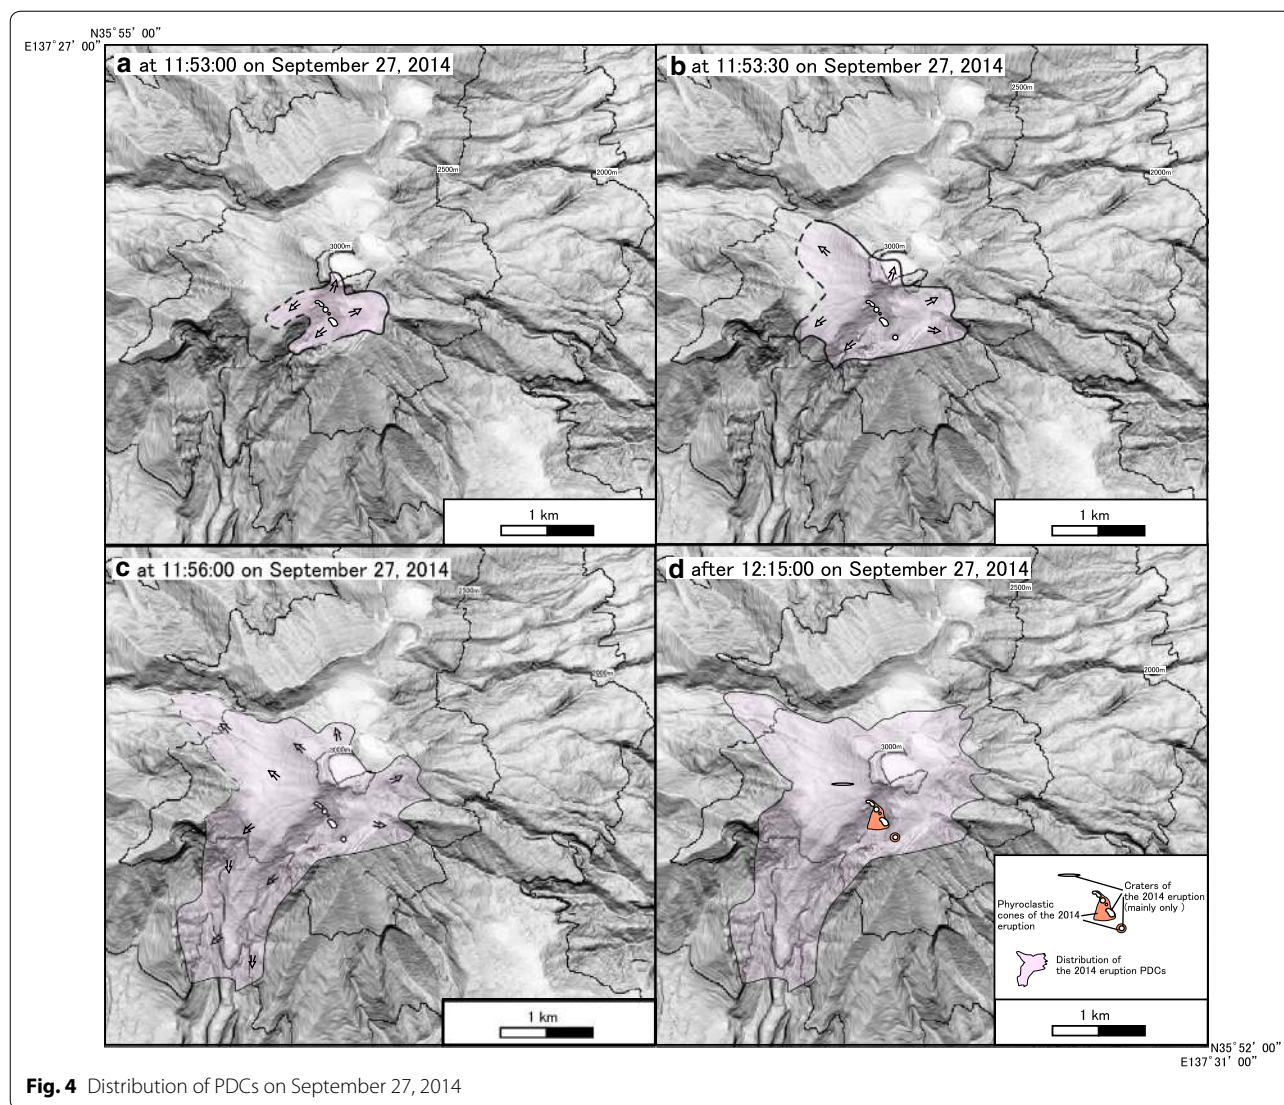 N35°55′ 00”
E137°27′ 00”
a at 11:53:00 on September 27, 2014
2500m
2000m
3000m
1 km
b at 11:53:30 on September 27, 2014
2500m
2000m
3000m
1 km
c at 11:56:00 on September 27, 2014
2500m
2000m
3000m
1 km
d after 12:15:00 on September 27, 2014
2500m
2000m
3000m
Craters of
the 2014 eruption
(mainly only )
Phyroclastic
cones of the 2014
eruption
Distribution of
the 2014 eruption PDCs
1 km
N35°52′ 00”
E137°31′ 00”
Fig. 4 Distribution of PDCs on September 27, 2014